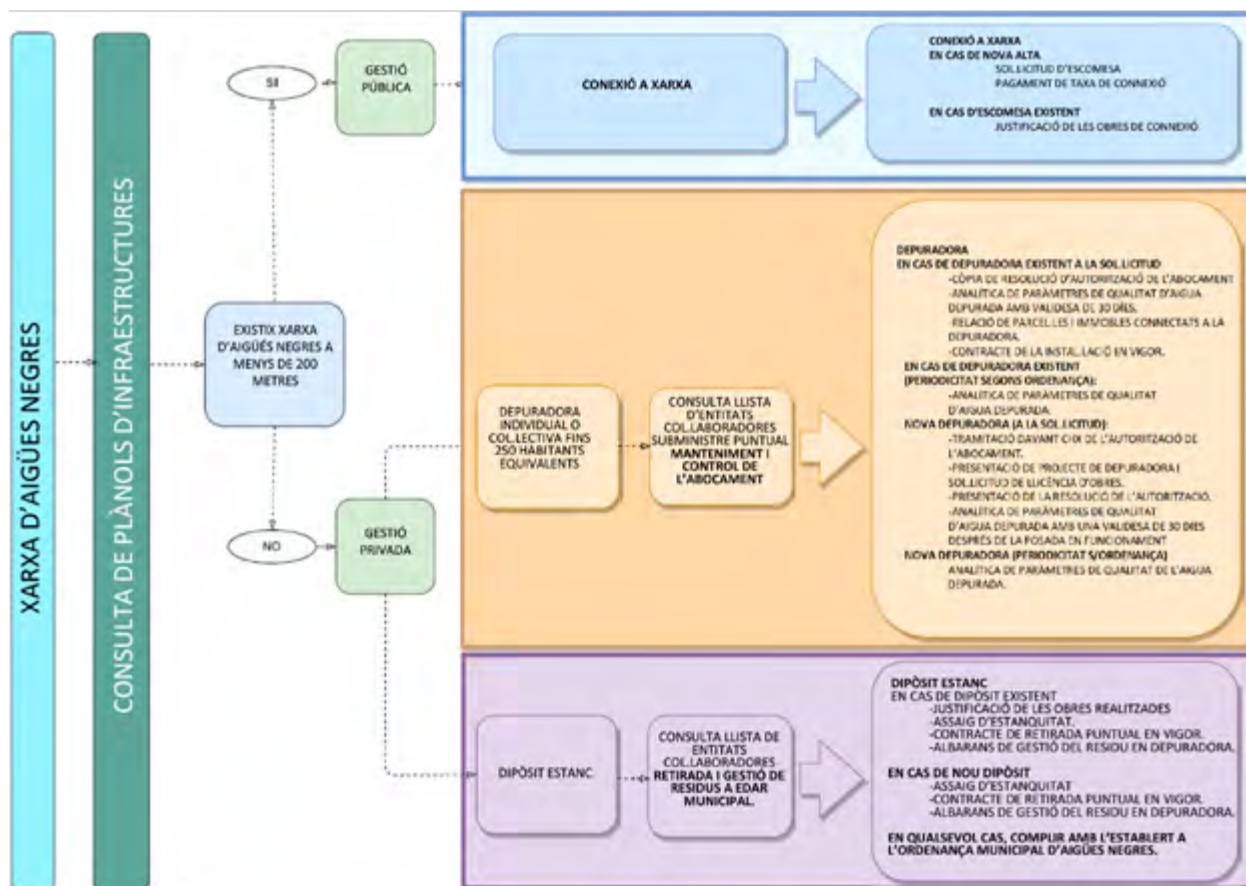 XARXA D'AIGÜES NEGRES
CONSULTA DE PLÀNOLS D'INFRAESTRUCTURES
EXISTIX XARXA
D'AIGÜÉS NEGRES A
MENYS DE 200
METRES
SII
GESTIÓ
PÚBLICA
CONEXIÓ A XARXA
CONEXIÓ A XARXA
EN CAS DE NOVA ALTA
SOL.LICITUD D'ESCOMESA
PAGAMENT DE TAXA DE CONNEXIÓ
EN CAS D'ESCOMESA EXISTENT
JUSTIFICACIÓ DE LES OBRES DE CONNEXIÓ
NO
GESTIÓ
PRIVADA
DEPURADORA
INDIVIDUAL O
COL.LECTIVA FINS
250 HABITANTS
EQUIVALENTS
CONSULTA LLISTA
D'ENTITATS
COL.LABORADORES
SUBMINISTRE PUNTUAL
MANTENIMENT I
CONTROL DE
L'ABOCAMENT
DEPURADORA
EN CAS DE DEPURADORA EXISTENT A LA SOL.LICITUD
-CÒPIA DE RESOLUCIÓ D'AUTORITZACIÓ DE L'ABOCAMENT
-ANALÍTICA DE PARÀMETRES DE QUALITAT D'AIGUA
DEPURADA AMB VALIDESA DE 30 DÍES.
-RELACIÓ DE PARCEL.LES I IMMOBLES CONNECTATS A LA
DEPURADORA.
-CONTRACTE DE LA INSTAL.LACIÓ EN VIGOR.
EN CAS DE DEPURADORA EXISTENT
(PERIODICITAT SEGONS ORDENANÇA):
-ANALÍTICA DE PARÀMETRES DE QUALITAT
D'AIGUA DEPURADA.
NOVA DEPURADORA (A LA SOL.LICITUD):
-TRAMITACIÓ DAVANT CHX DE L'AUTORITZACIÓ DE
L'ABOCAMENT.
-PRESENTACIÓ DE PROJECTE DE DEPURADORA I
SOL.LICITUD DE LLICÈNCIA D'OBRES.
-PRESENTACIÓ DE LA RESOLUCIÓ DE L'AUTORITZACIÓ.
-ANALÍTICA DE PARÀMETRES DE QUALITAT
D'AIGUA DEPURADA AMB UNA VALIDESA DE 30 DIES
DESPRÉS DE LA POSADA EN FUNCIONAMENT
NOVA DEPURADORA (PERIODICITAT S/ORDENANÇA)
ANALÍTICA DE PARÀMETRES DE QUALITAT DE L'AIGUA
DEPURADA.
DIPÒSIT ESTANC
CONSULTA LLISTA DE
ENTITATS
COL.LABORADORES
RETIRADA I GESTIÓ DE
RESIDUS A EDAR
MUNICIPAL.
DIPÒSIT ESTANC
EN CAS DE DIPÒSIT EXISTENT
-JUSTIFICACIÓ DE LES OBRES REALITZADES
-ASSAIG D'ESTANQUITAT.
-CONTRACTE DE RETIRADA PUNTUAL EN VIGOR.
-ALBARANS DE GESTIÓ DEL RESIDU EN DEPURADORA.
EN CAS DE NOU DIPÒSIT
-ASSAIG D'ESTANQUITAT
-CONTRACTE DE RETIRADA PUNTUAL EN VIGOR.
-ALBARANS DE GESTIÓ DEL RESIDU EN DEPURADORA.
EN QUALSEVOL CAS, COMPLIR AMB L'ESTABLERT A
L'ORDENANÇA MUNICIPAL D'AIGÜES NEGRES.